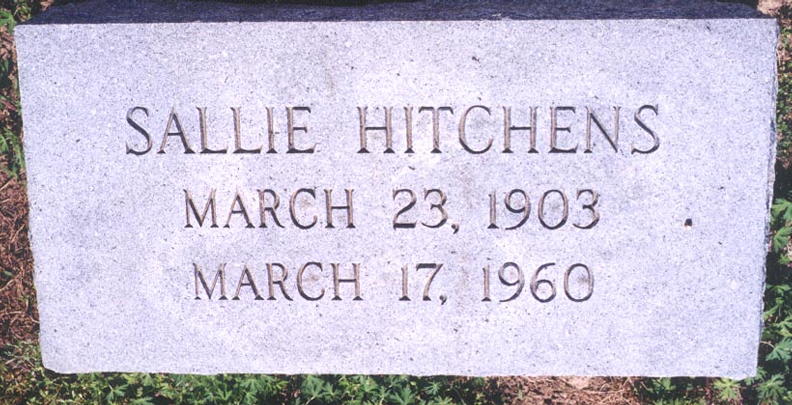 SALLIE HITCHENS
MARCH 23, 1903
MARCH 17, 1960